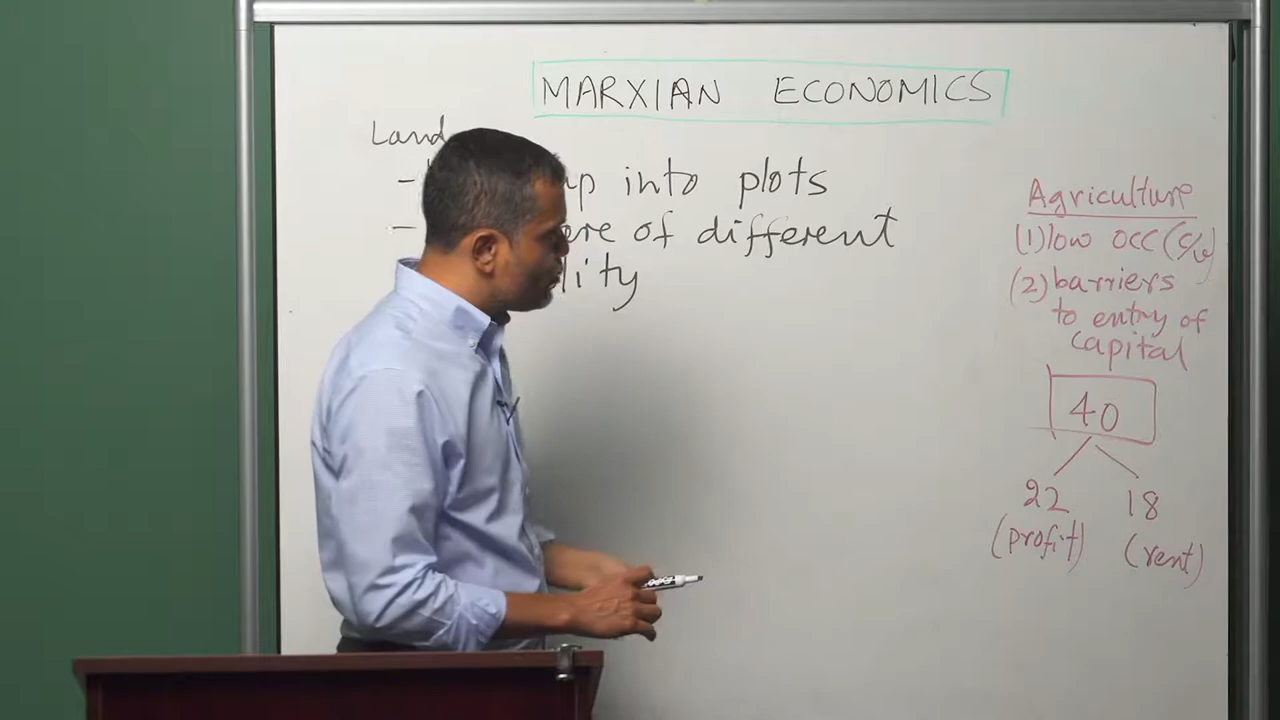 MARXIAN ECONOMICS
Land
- up into plots
- of different
lity
Agriculture
(1) low OCC (c/v)
(2) barriers
to entry of
capital
40
22 18
(profit) (rent)